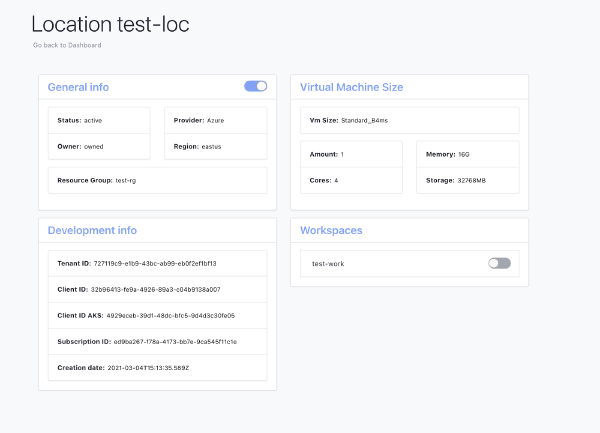 Location test-loc
Go back to Dashboard
General info
Status: active
Provider: Azure
Owner: owned
Region: eastus
Resource Group: test-rg
Virtual Machine Size
Vm Size: Standard_B4ms
Amount: 1
Memory: 16G
Cores: 4
Storage: 32768MB
Development info
Tenant ID: 727119c9-e1b9-43bc-ab99-eb0f2ef1bf13
Client ID: 32b96413-fe9a-4926-89a3-c04b9138a007
Client ID AKS: 4929eceb-39d1-48dc-bfc5-9d4d3c30fe05
Subscription ID: ed9ba267-f78a-4173-bb7e-9ca545f11c1e
Creation date: 2021-03-04T15:13:35.589Z
Workspaces
test-work